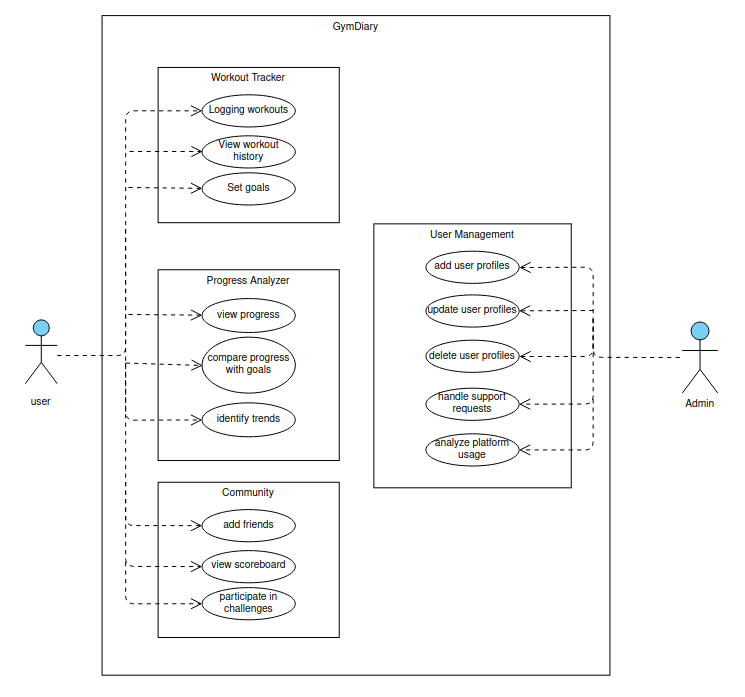 GymDiary
Workout Tracker
Logging workouts
View workout
history
Set goals
Progress Analyzer
view progress
compare progress
with goals
identify trends
Community
add friends
view scoreboard
participate in
challenges
User Management
add user profiles
update user profiles
delete user profiles
handle support
requests
analyze platform
usage
user
Admin